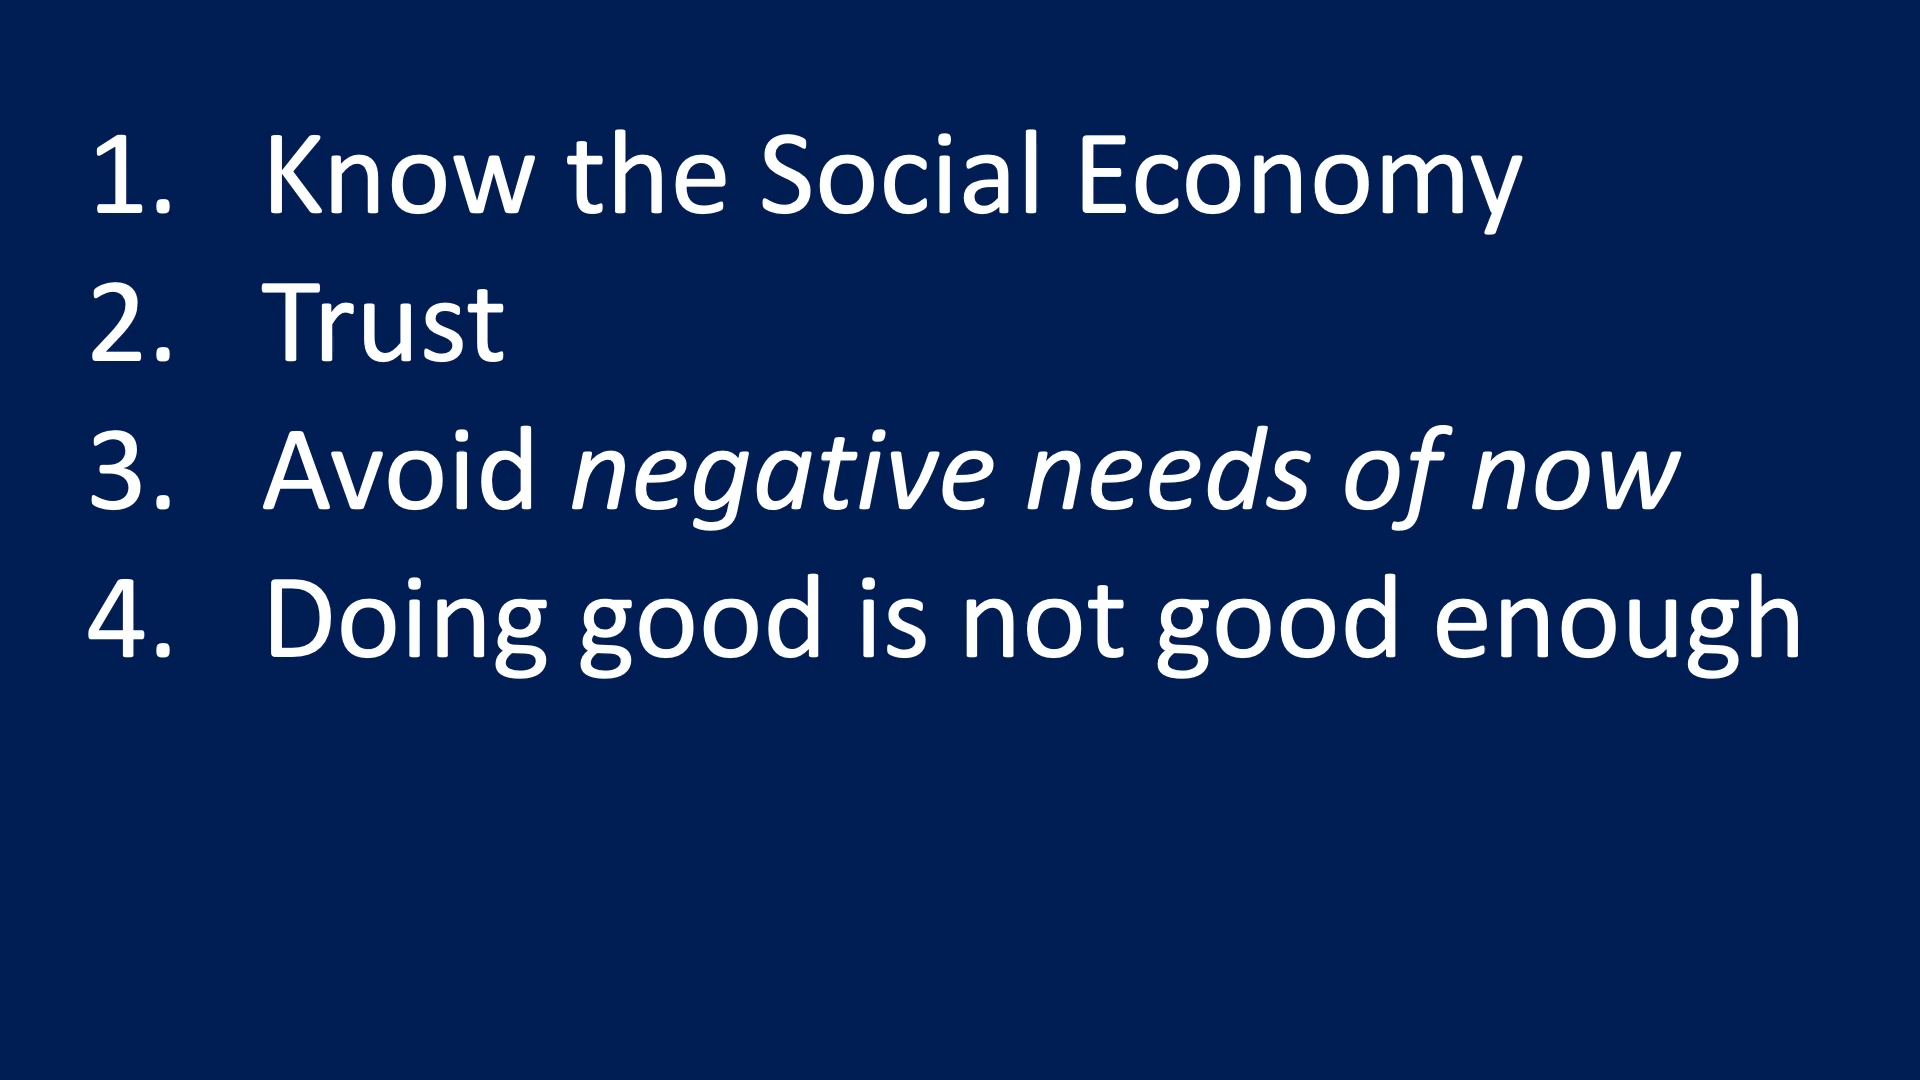 1. Know the Social Economy
2. Trust
3. Avoid negative needs of now
4. Doing good is not good enough